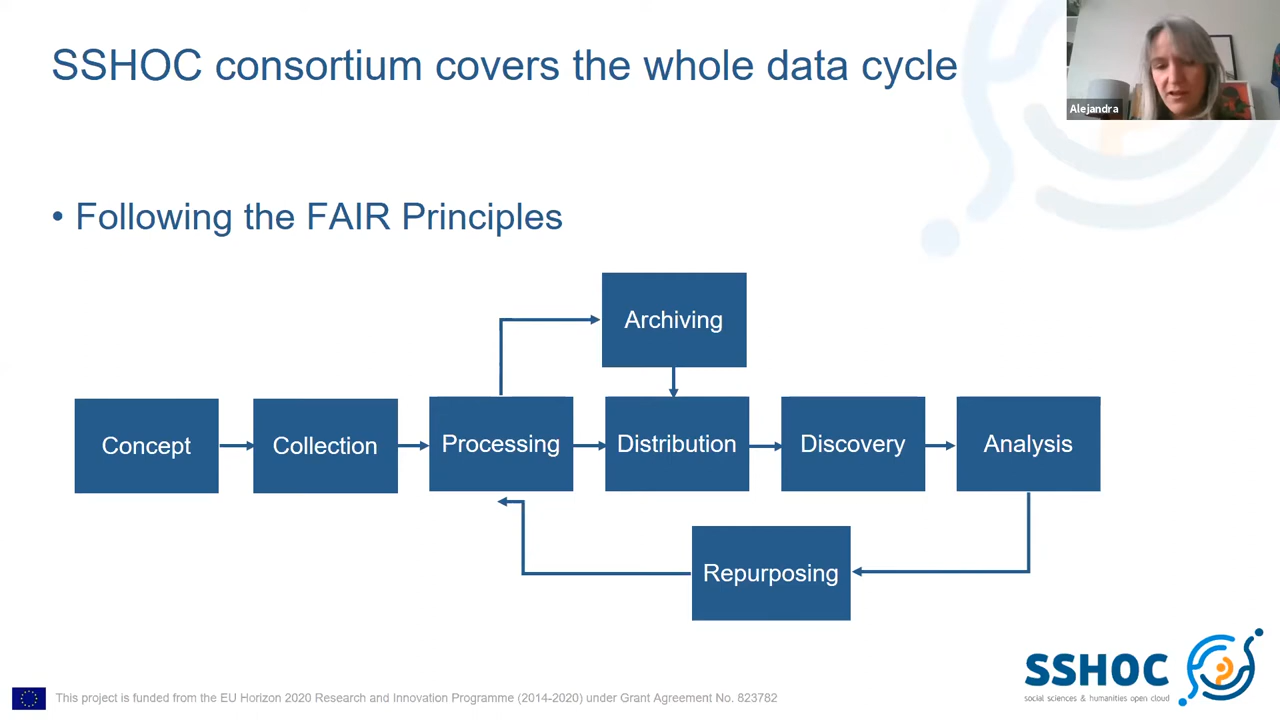 SSHOC consortium covers the whole data cycle
Alejandra
• Following the FAIR Principles
Archiving
Concept
Collection
Processing
Distribution
Discovery
Analysis
Repurposing
SSHOC
social sciences & humanities open cloud
This project is funded from the EU Horizon 2020 Research and Innovation Programme (2014-2020) under Grant Agreement No. 823782